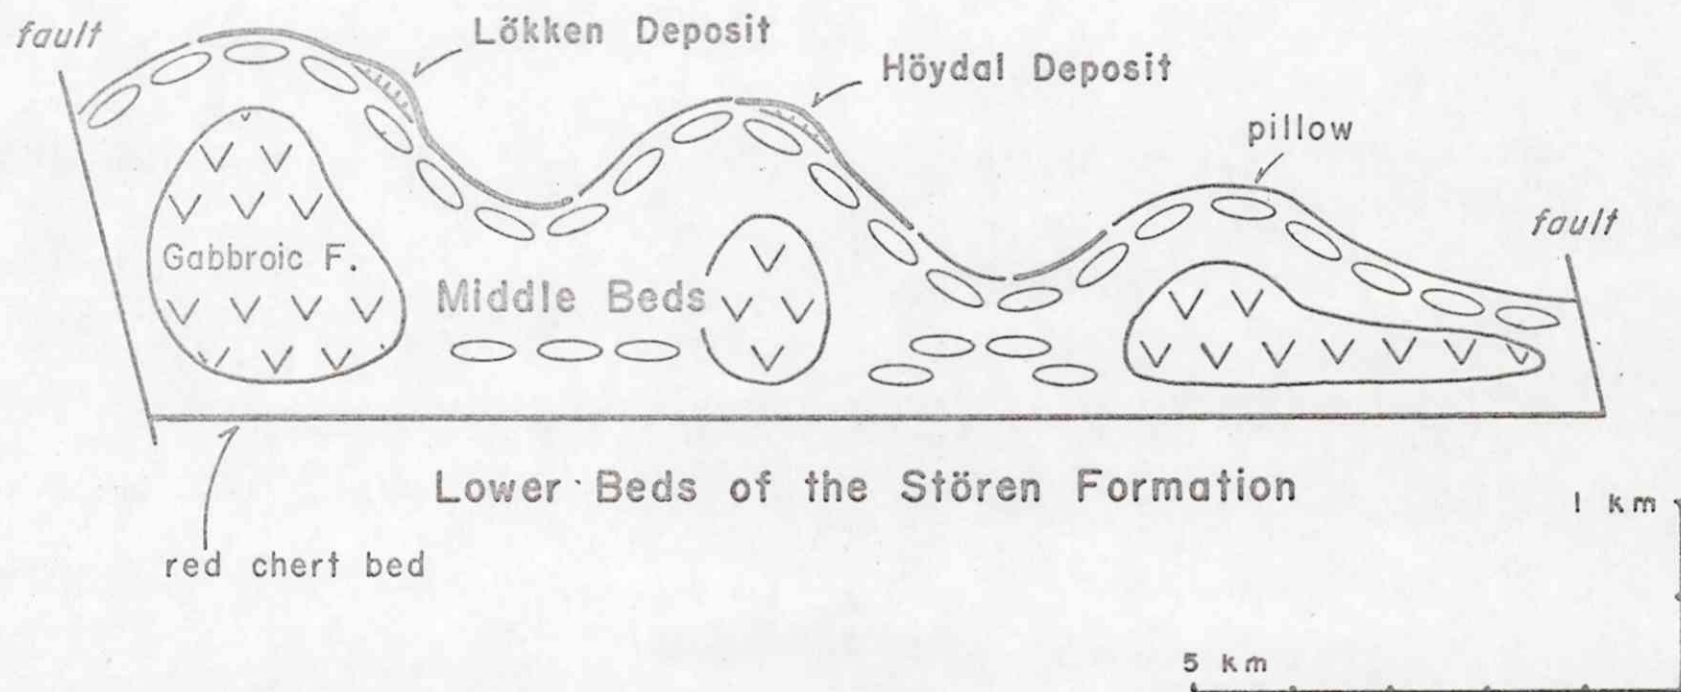 fault
Lökken Deposit
Höydal Deposit
pillow
fault
Gabbroic F.
Middle Beds
Lower Beds of the Stören Formation
1 km
red chert bed
5 km